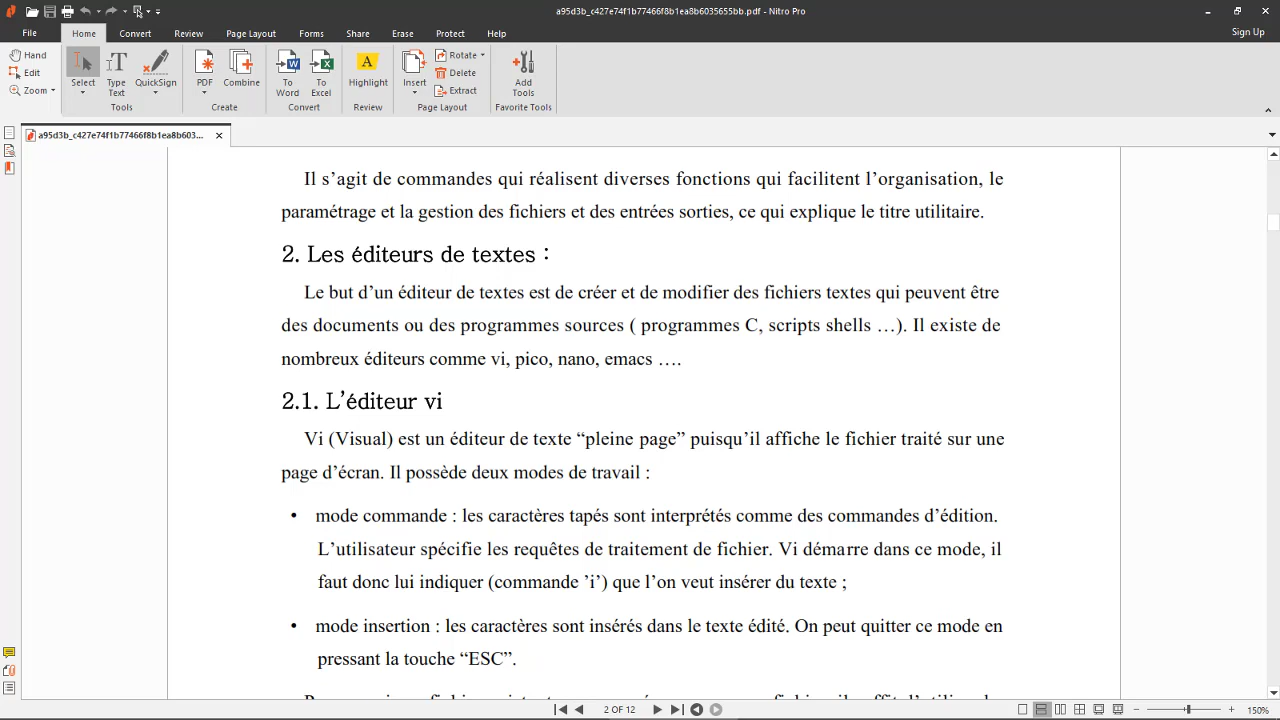 a95d3b_c427e74f1b77466f8b1ea8b6035655bb.pdf - Nitro Pro
File Home Convert Review Page Layout Forms Share Erase Protect Help Sign Up
Hand
Edit
Zoom
Select
Type Text
QuickSign
Tools
PDF
Combine
Create
To Word
To Excel
Convert
Highlight
Review
Insert
Rotate
Delete
Extract
Page Layout
Add Tools
Favorite Tools
a95d3b_c427e74f1b77466f8b1ea8b603...
Il s’agit de commandes qui réalisent diverses fonctions qui facilitent l’organisation, le
paramétrage et la gestion des fichiers et des entrées sorties, ce qui explique le titre utilitaire.
2. Les éditeurs de textes :
Le but d’un éditeur de textes est de créer et de modifier des fichiers textes qui peuvent être
des documents ou des programmes sources ( programmes C, scripts shells …). Il existe de
nombreux éditeurs comme vi, pico, nano, emacs ….
2.1. L’éditeur vi
Vi (Visual) est un éditeur de texte “pleine page” puisqu’il affiche le fichier traité sur une
page d’écran. Il possède deux modes de travail :
• mode commande : les caractères tapés sont interprétés comme des commandes d’édition.
L’utilisateur spécifie les requêtes de traitement de fichier. Vi démarre dans ce mode, il
faut donc lui indiquer (commande ’i’) que l’on veut insérer du texte ;
• mode insertion : les caractères sont insérés dans le texte édité. On peut quitter ce mode en
pressant la touche “ESC”.
2 OF 12
150%